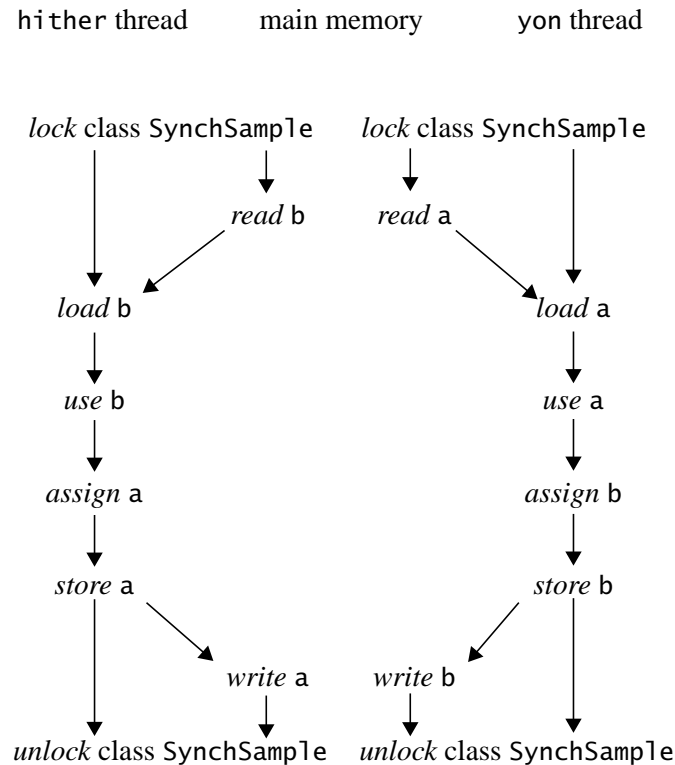 hither thread main memory yon thread
lock class SynchSample lock class SynchSample
read b read a
load b load a
use b use a
assign a assign b
store a store b
write a write b
unlock class SynchSample unlock class SynchSample